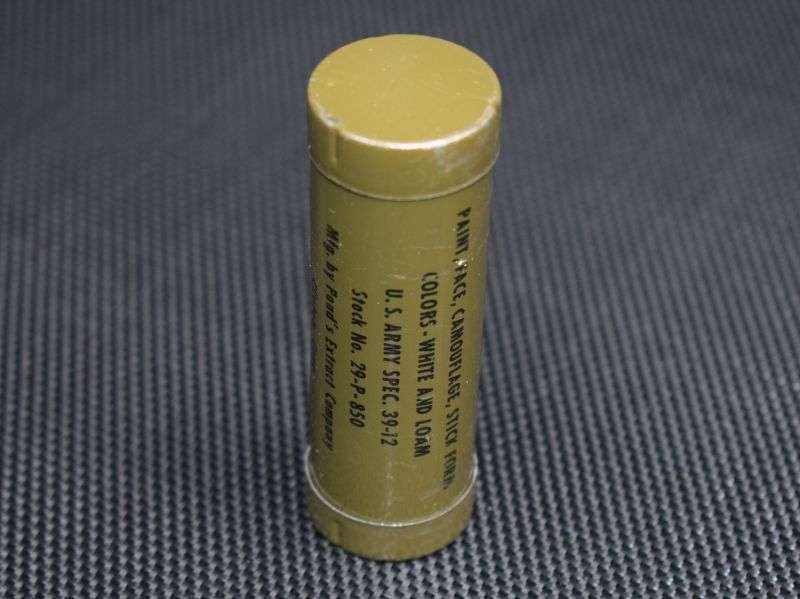 PAINT, FACE, CAMOUFLAGE, STICK FORM.
COLORS - WHITE AND LOAM
U. S. ARMY SPEC. 39-12
Stock No. 29-P-850
Mfg. by Pond's Extract Company